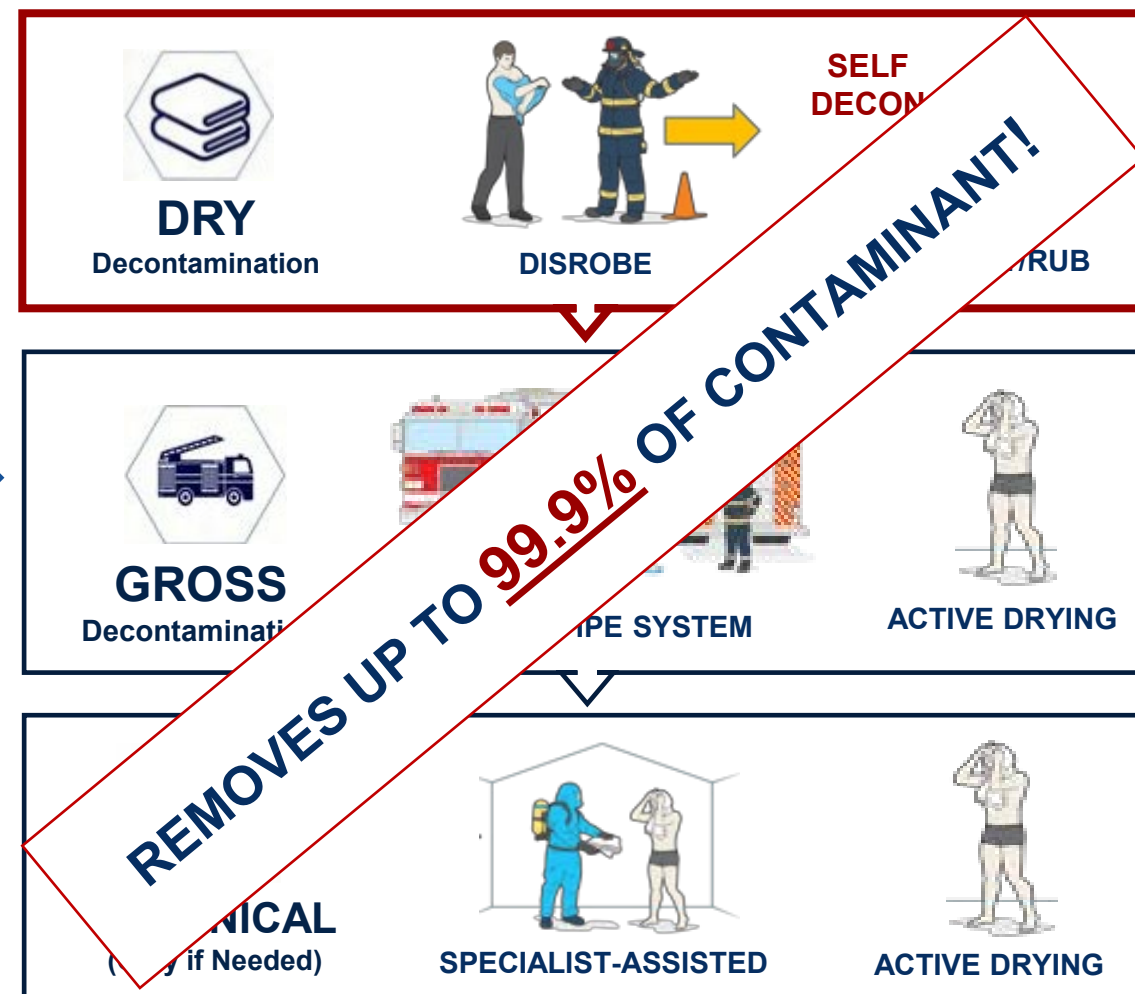 SELF
DECON
DRY
Decontamination
DISROBE
/RUB
REMOVES UP TO 99.9% OF CONTAMINANT!
GROSS
Decontaminati
IPE SYSTEM
ACTIVE DRYING
NICAL
if Needed)
SPECIALIST-ASSISTED
ACTIVE DRYING